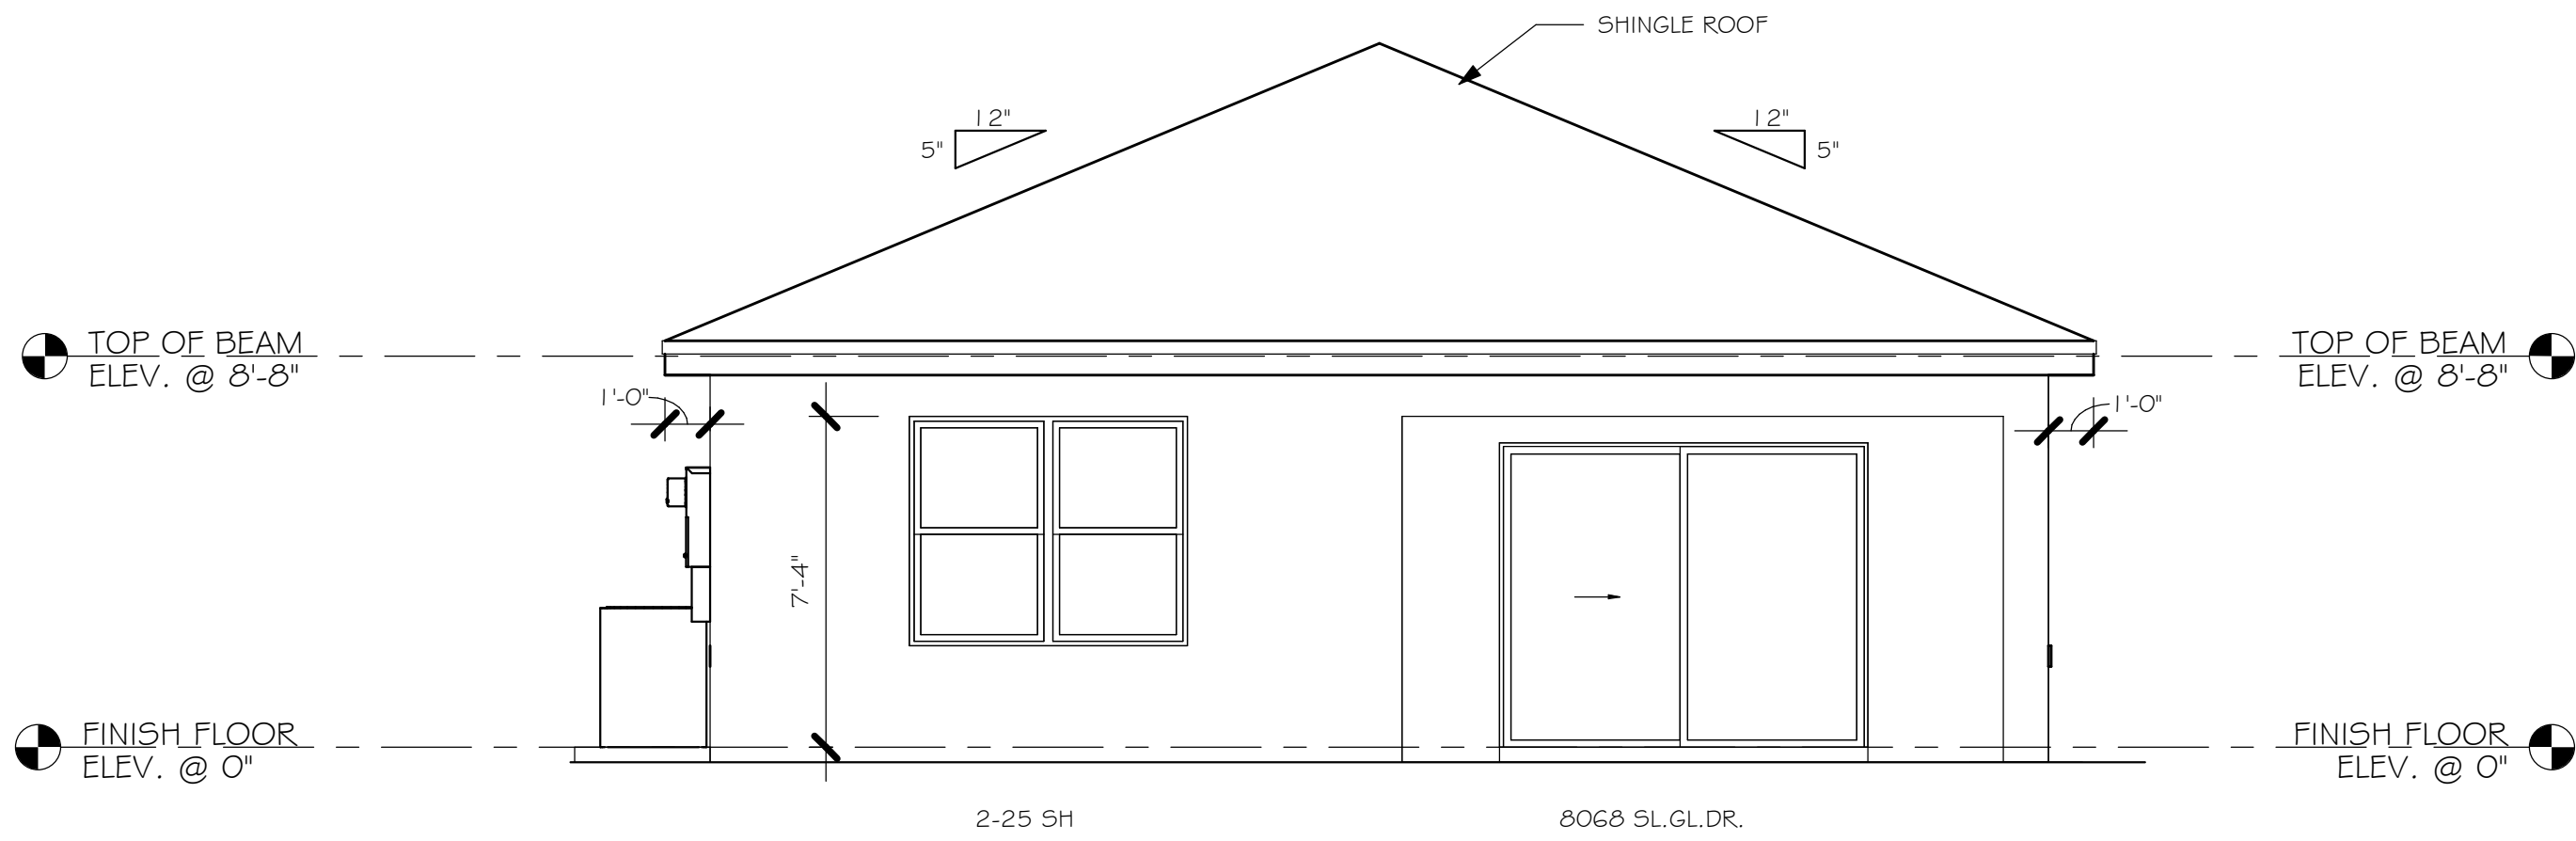 SHINGLE ROOF
12"
5"
12"
5"
TOP OF BEAM
ELEV. @ 8'-8"
TOP OF BEAM
ELEV. @ 8'-8"
1'-0"
1'-0"
7'-4"
FINISH FLOOR
ELEV. @ 0"
FINISH FLOOR
ELEV. @ 0"
2-25 SH
8068 SL.GL.DR.